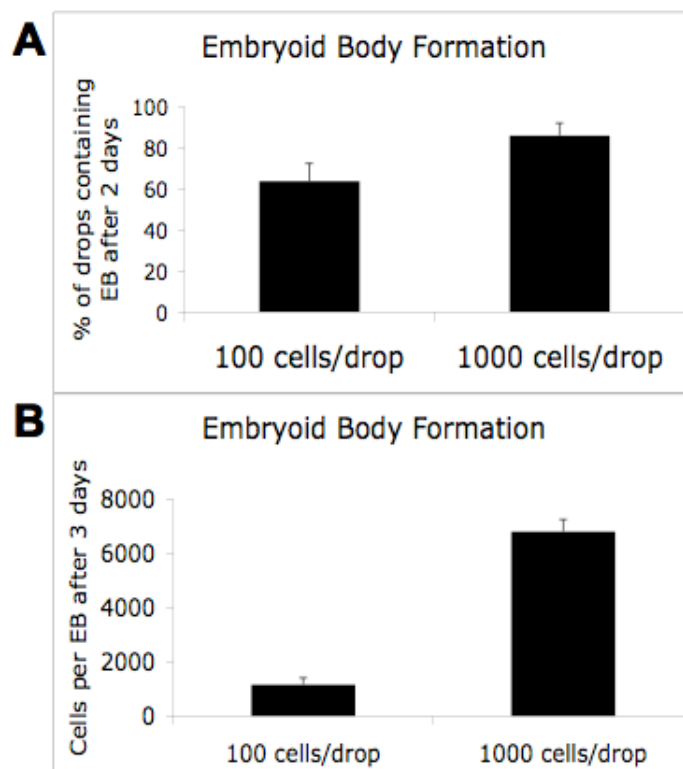 A
Embryoid Body Formation
% of drops containing
EB after 2 days
100
80
60
40
20
0
100 cells/drop
1000 cells/drop
B
Embryoid Body Formation
Cells per EB after 3 days
8000
6000
4000
2000
0
100 cells/drop
1000 cells/drop